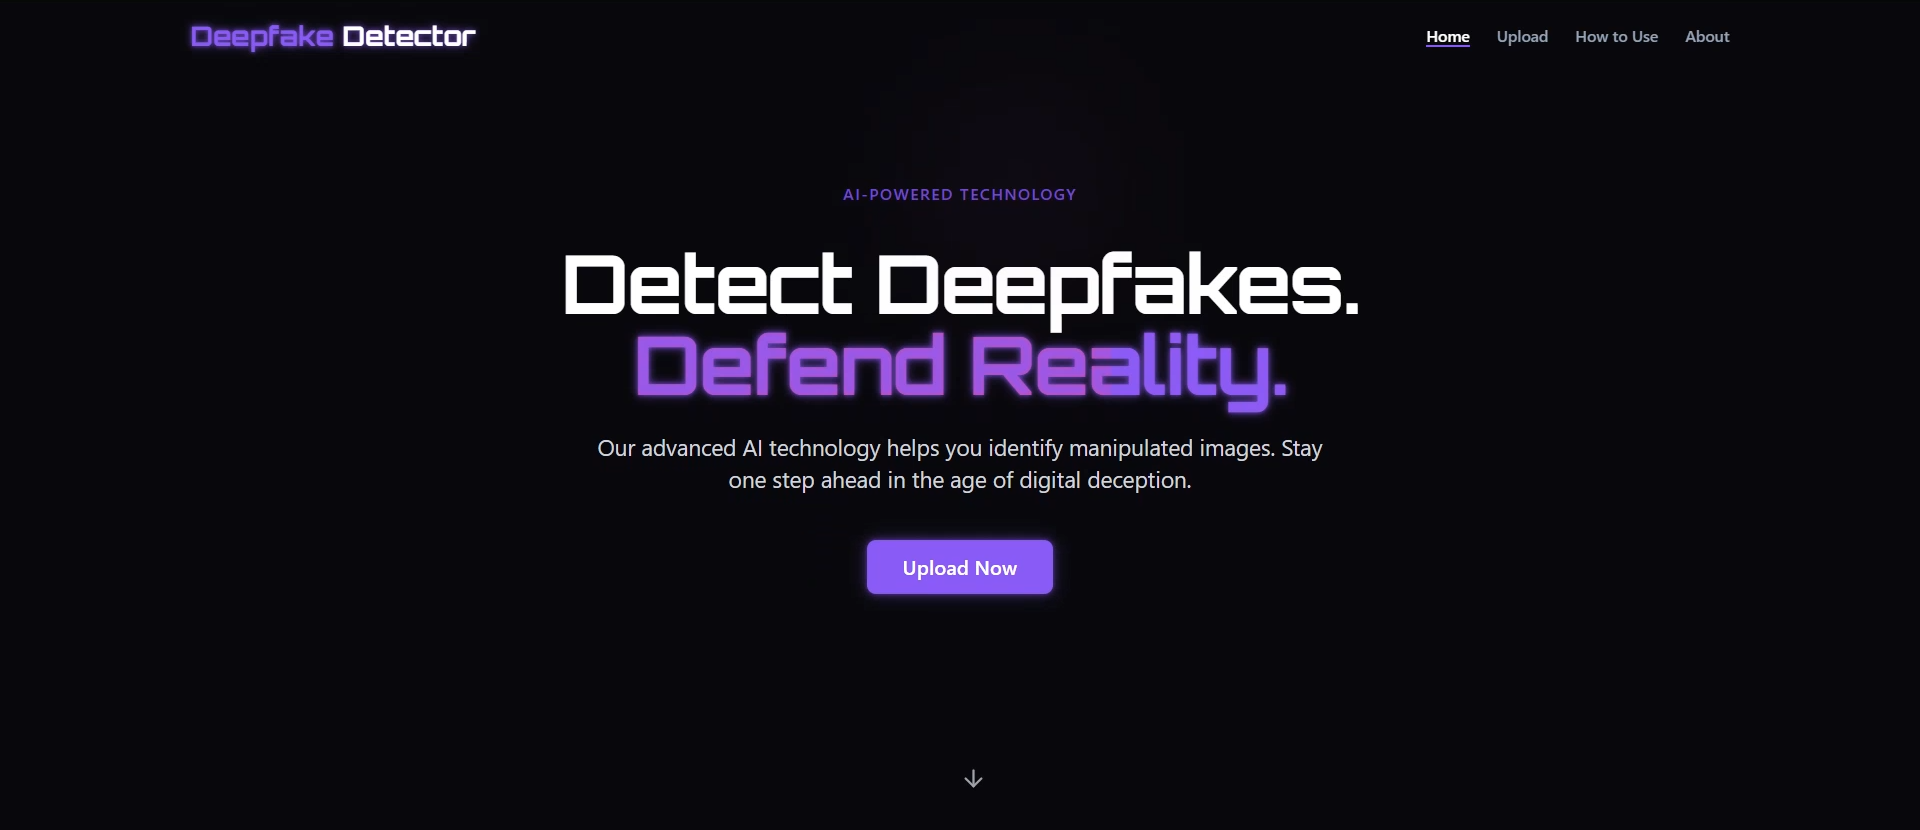 Deepfake Detector
Home
Upload
How to Use
About
AI-POWERED TECHNOLOGY
Detect Deepfakes.
Defend Reality.
Our advanced AI technology helps you identify manipulated images. Stay
one step ahead in the age of digital deception.
Upload Now